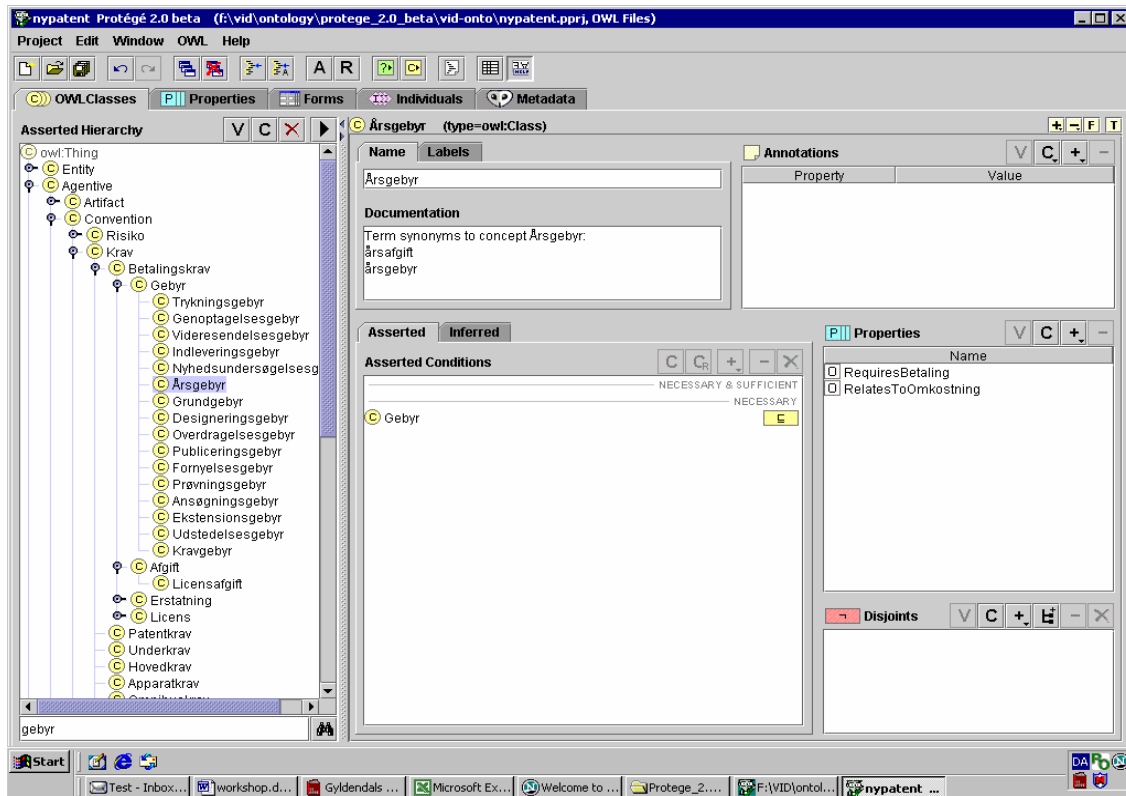 nypatent Protégé 2.0 beta (f:\vid\ontology\protege_2.0_beta\vid-onto\nypatent.pprj, OWL Files)
Project Edit Window OWL Help
A R
OWLClasses Properties Forms Individuals Metadata
Asserted Hierarchy V C
C owl:Thing
C Entity
C Agentive
C Artifact
C Convention
C Risiko
C Krav
C Betalingskrav
C Gebyr
C Trykningsgebyr
C Genoptagelsesgebyr
C Videresendelsesgebyr
C Indleveringsgebyr
C Nyhedsundersøgelsesg
C Årsgebyr
C Grundgebyr
C Designeringsgebyr
C Overdragelsesgebyr
C Publiceringsgebyr
C Fornyelsesgebyr
C Prøvningsgebyr
C Ansøgningsgebyr
C Ekstensionsgebyr
C Udstedelsesgebyr
C Kravgebyr
C Afgift
C Licensafgift
C Erstatning
C Licens
C Patentkrav
C Underkrav
C Hovedkrav
C Apparatkrav
gebyr
C Årsgebyr (type=owl:Class) + - F T
Name Labels
Årsgebyr
Documentation
Term synonyms to concept Årsgebyr:
årsafgift
årsgebyr
Annotations V C + -
Property Value
Asserted Inferred
Asserted Conditions C CR + - X
NECESSARY & SUFFICIENT
NECESSARY
C Gebyr ⊑
P Properties V C + -
Name
O RequiresBetaling
O RelatesToOmkostning
¬ Disjoints V C + - X
Start DA
Test - Inbox... workshop.d... Gyldendals ... Microsoft Ex... Welcome to ... Protege_2.... F:\VID\ontol... nypatent ...